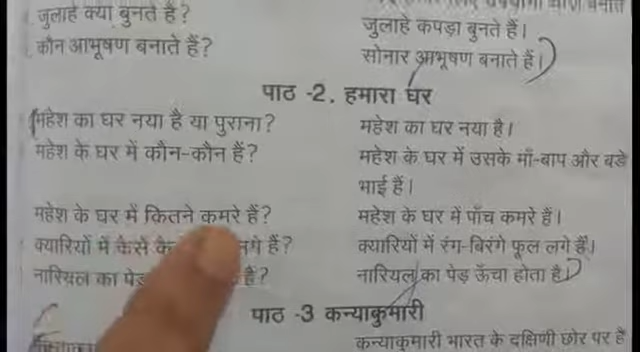 जुलाहे क्या बुनते हैं?
जुलाहे कपड़ा बुनते हैं।
कौन आभूषण बनाते हैं?
सोनार आभूषण बनाते हैं।
पाठ -2. हमारा घर
महेश का घर नया है या पुराना?
महेश का घर नया है।
महेश के घर में कौन-कौन हैं?
महेश के घर में उसके माँ-बाप और बडे
भाई हैं।
महेश के घर में कितने कमरे हैं?
महेश के घर में पाँच कमरे हैं।
क्यारियों में कैसे लगे हैं?
क्यारियों में रंग-बिरंगे फूल लगे हैं।
नारियल का पेड़ है?
नारियल का पेड़ ऊँचा होता है।
पाठ -3 कन्याकुमारी
कन्याकुमारी भारत के दक्षिणी छोर पर हैं